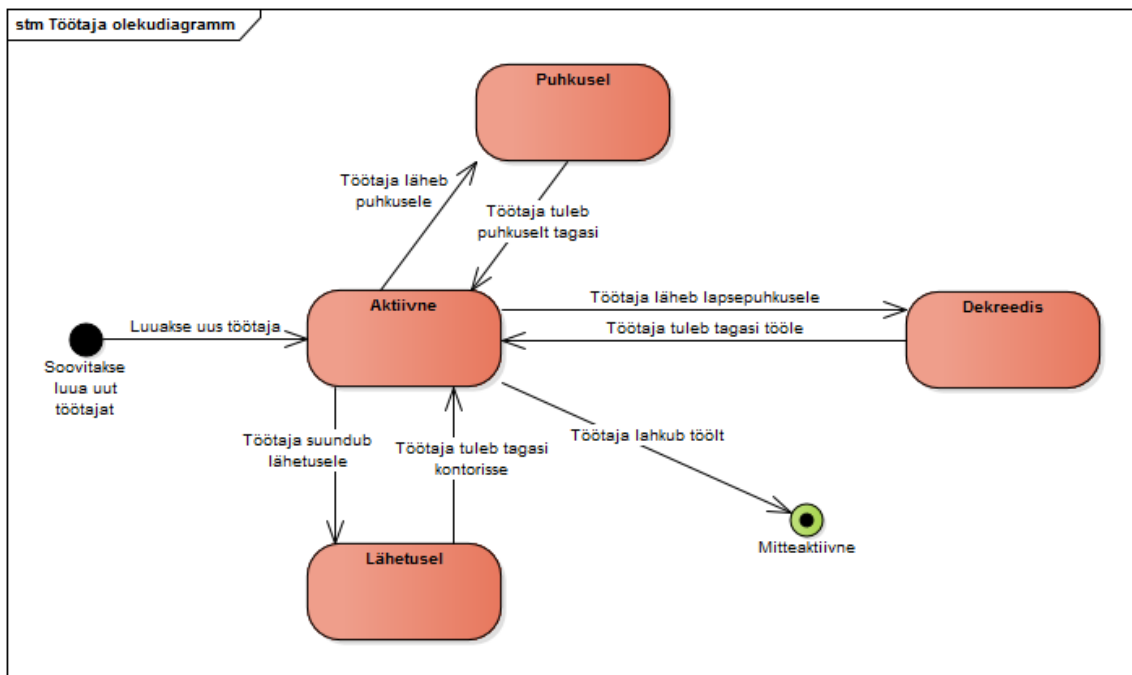 stm Töötaja olekudiagramm
Puhkusel
Töötaja läheb
puhkusele
Töötaja tuleb
puhkuselt tagasi
Aktiivne
Töötaja läheb lapsepuhkusele
Dekreedis
Luuakse uus töötaja
Töötaja tuleb tagasi tööle
Soovitakse
luua uut
töötajat
Töötaja suundub
lähetusele
Töötaja tuleb tagasi
kontorisse
Töötaja lahkub töölt
Mitteaktiivne
Lähetusel